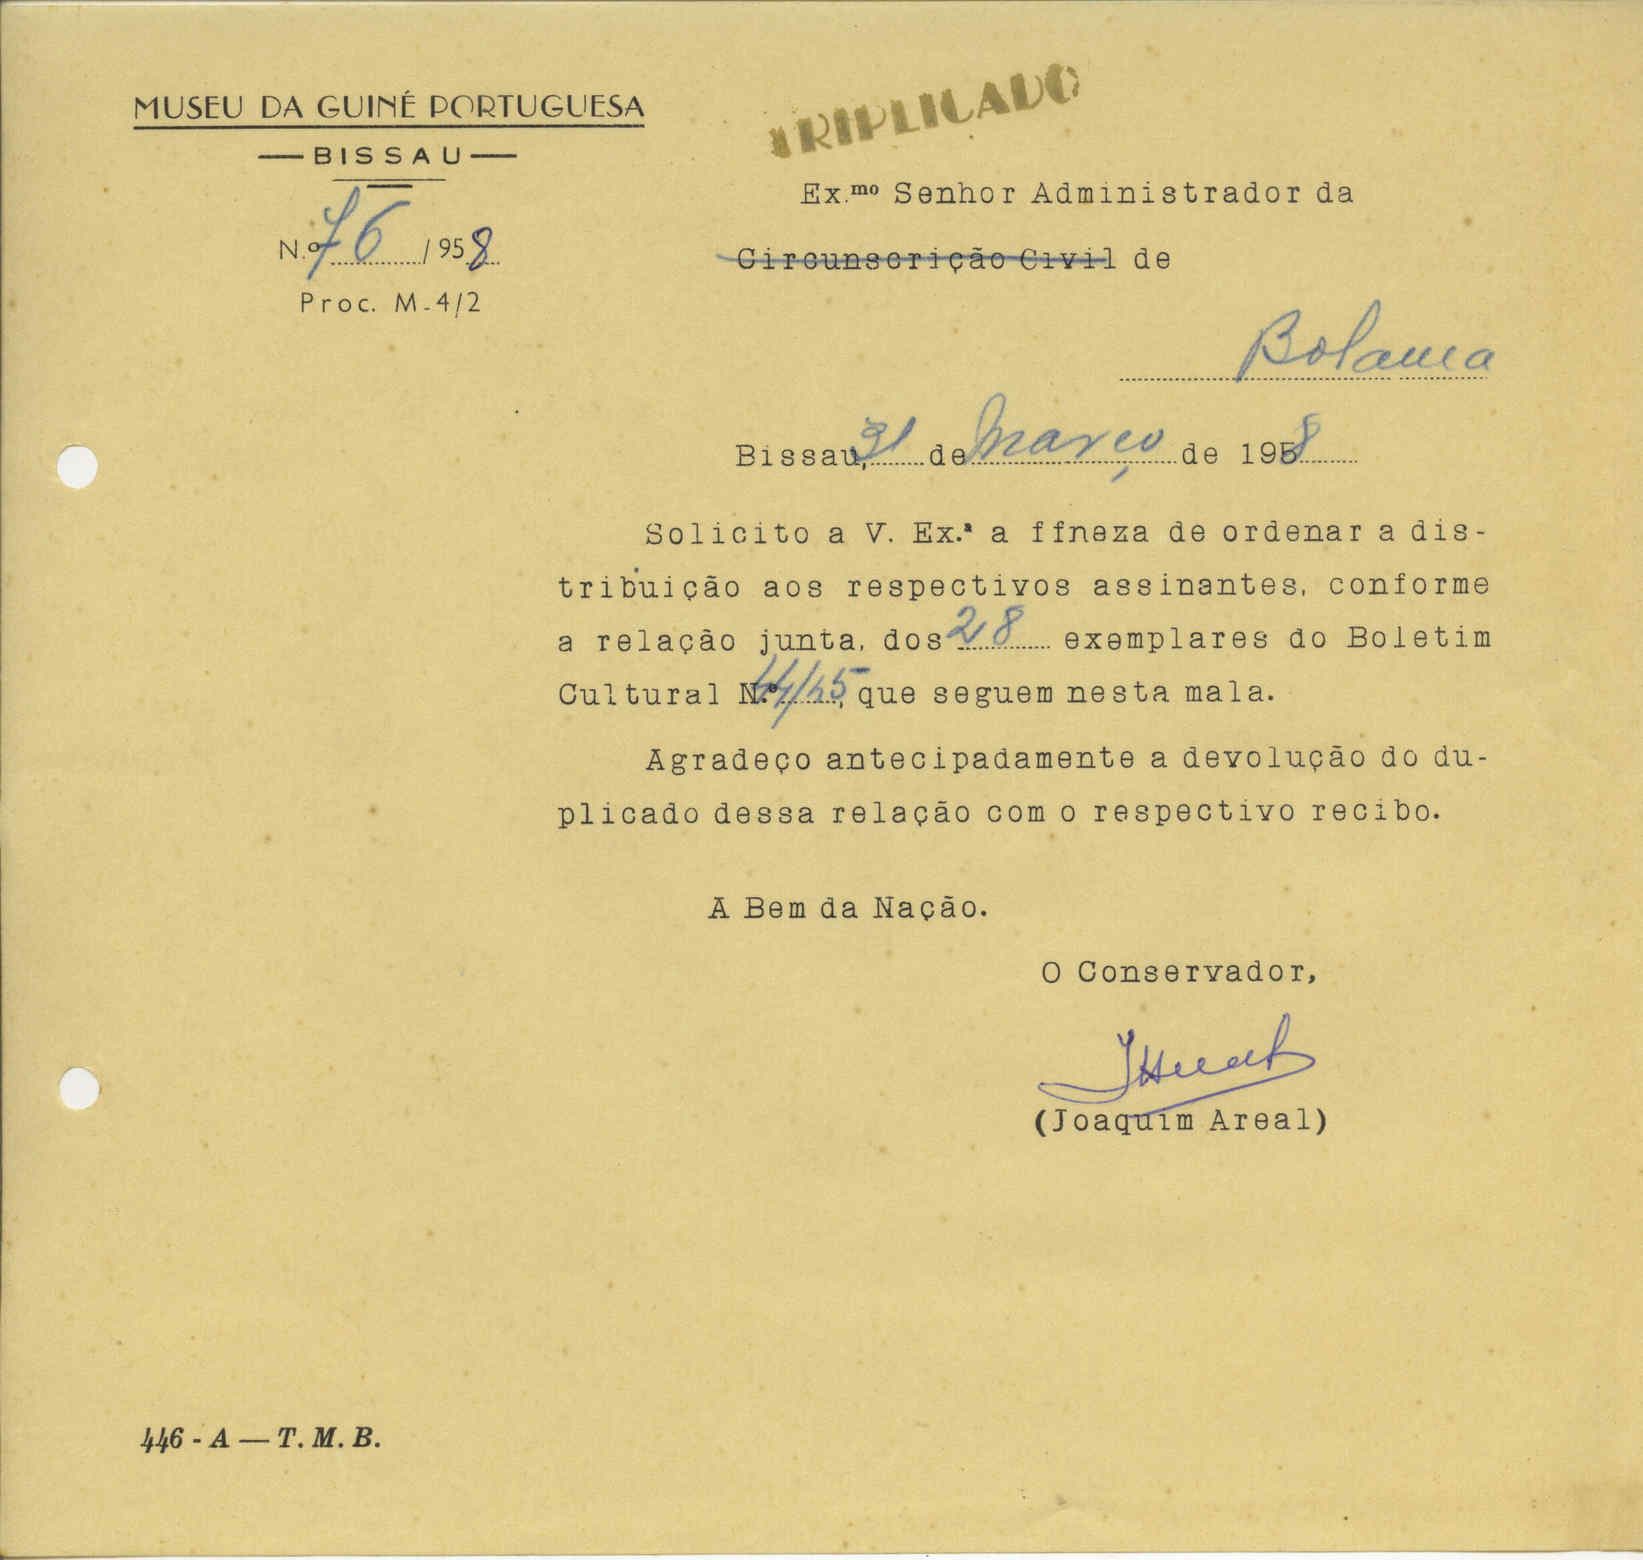 MUSEU DA GUINÉ PORTUGUESA
— BISSAU —
TRIPLICADO
N.º 76 / 958
Proc. M-4/2
Ex.mo Senhor Administrador da
Circunscrição Civil de
Bolama
Bissau, 31 de Março de 1958
Solicito a V. Ex.ª a ffneza de ordenar a dis-
tribuição aos respectivos assinantes, conforme
a relação junta, dos 28 exemplares do Boletim
Cultural N.º 44/45, que seguem nesta mala.
Agradeço antecipadamente a devolução do du-
plicado dessa relação com o respectivo recibo.
A Bem da Nação.
O Conservador,
(Joaquim Areal)
446 - A — T. M. B.